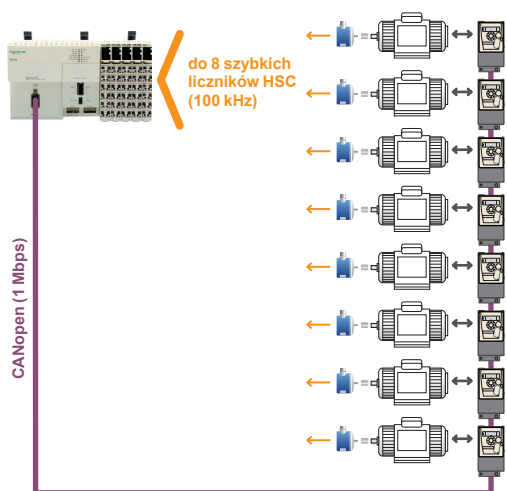 do 8 szybkich
liczników HSC
(100 kHz)
CANopen (1 Mbps)